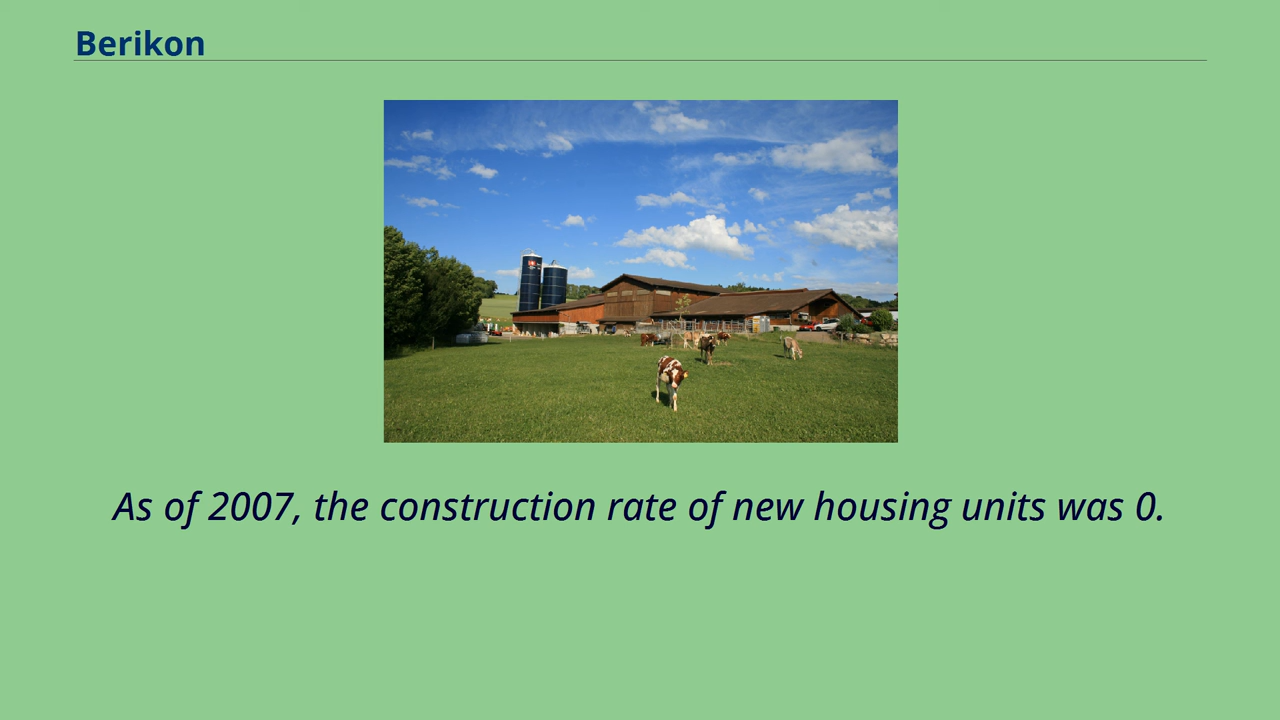 Berikon
As of 2007, the construction rate of new housing units was 0.